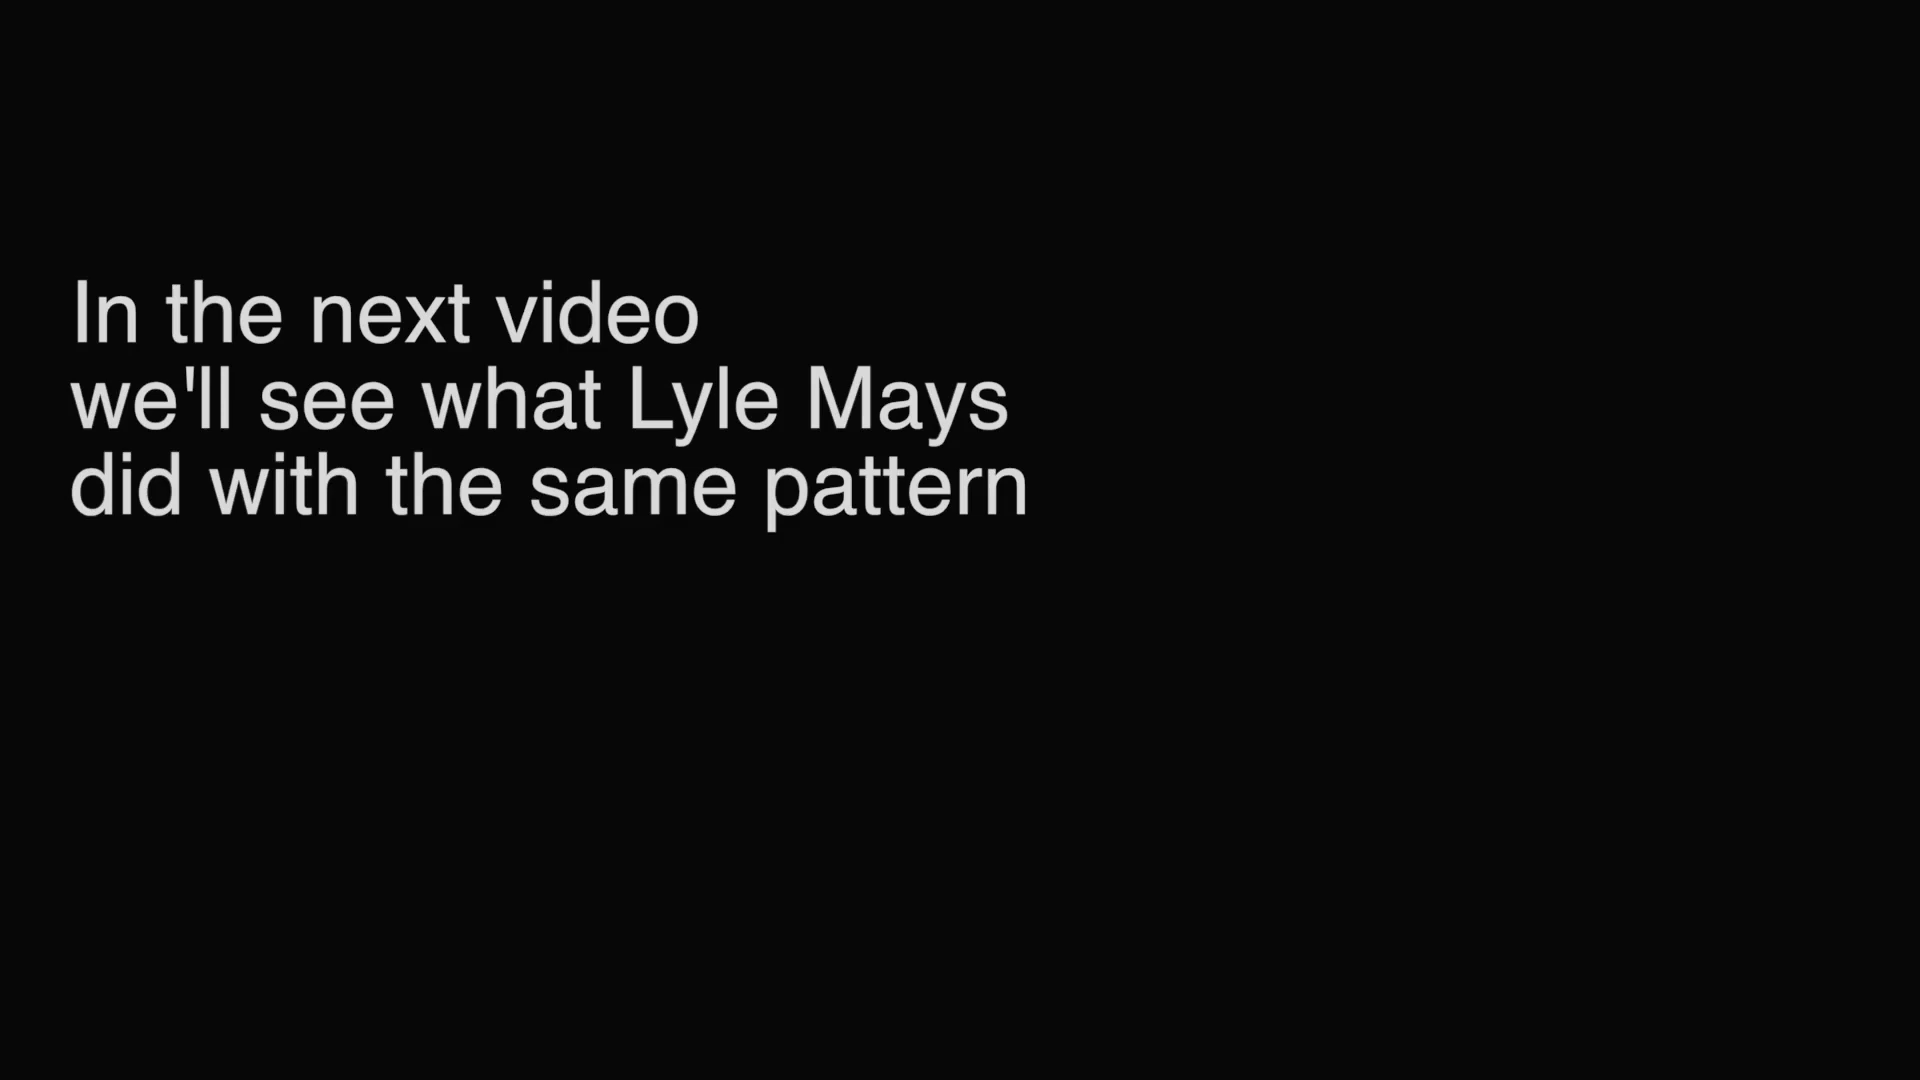 In the next video
we'll see what Lyle Mays
did with the same pattern